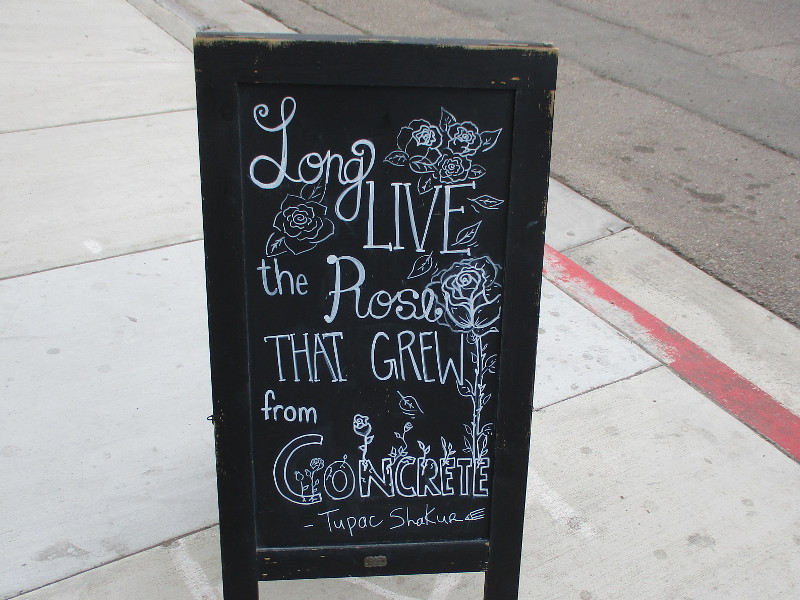 Long
LIVE
the Rose
THAT GREW
from
CONCRETE
- Tupac Shakur